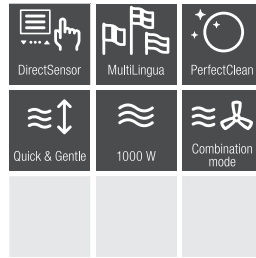 DirectSensor
MultiLingua
PerfectClean
Quick & Gentle
1000 W
Combination
mode